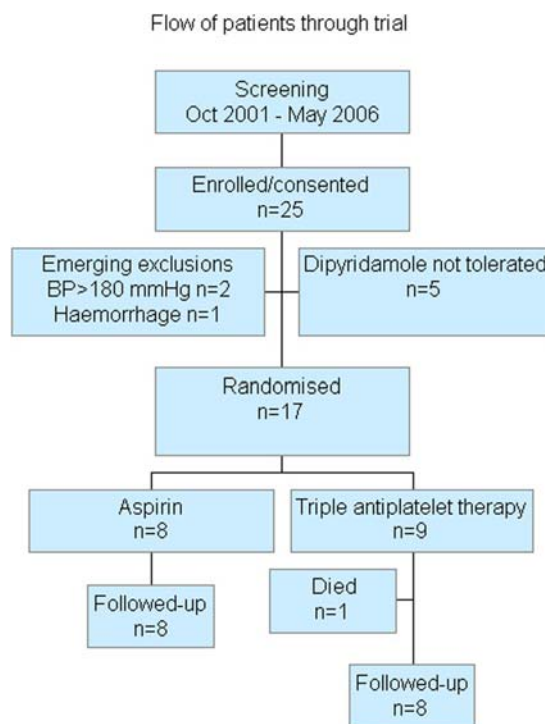 Flow of patients through trial
Screening
Oct 2001 - May 2006
Enrolled/consented
n=25
Emerging exclusions
BP>180 mmHg n=2
Haemorrhage n=1
Dipyridamole not tolerated
n=5
Randomised
n=17
Aspirin
n=8
Triple antiplatelet therapy
n=9
Followed-up
n=8
Died
n=1
Followed-up
n=8